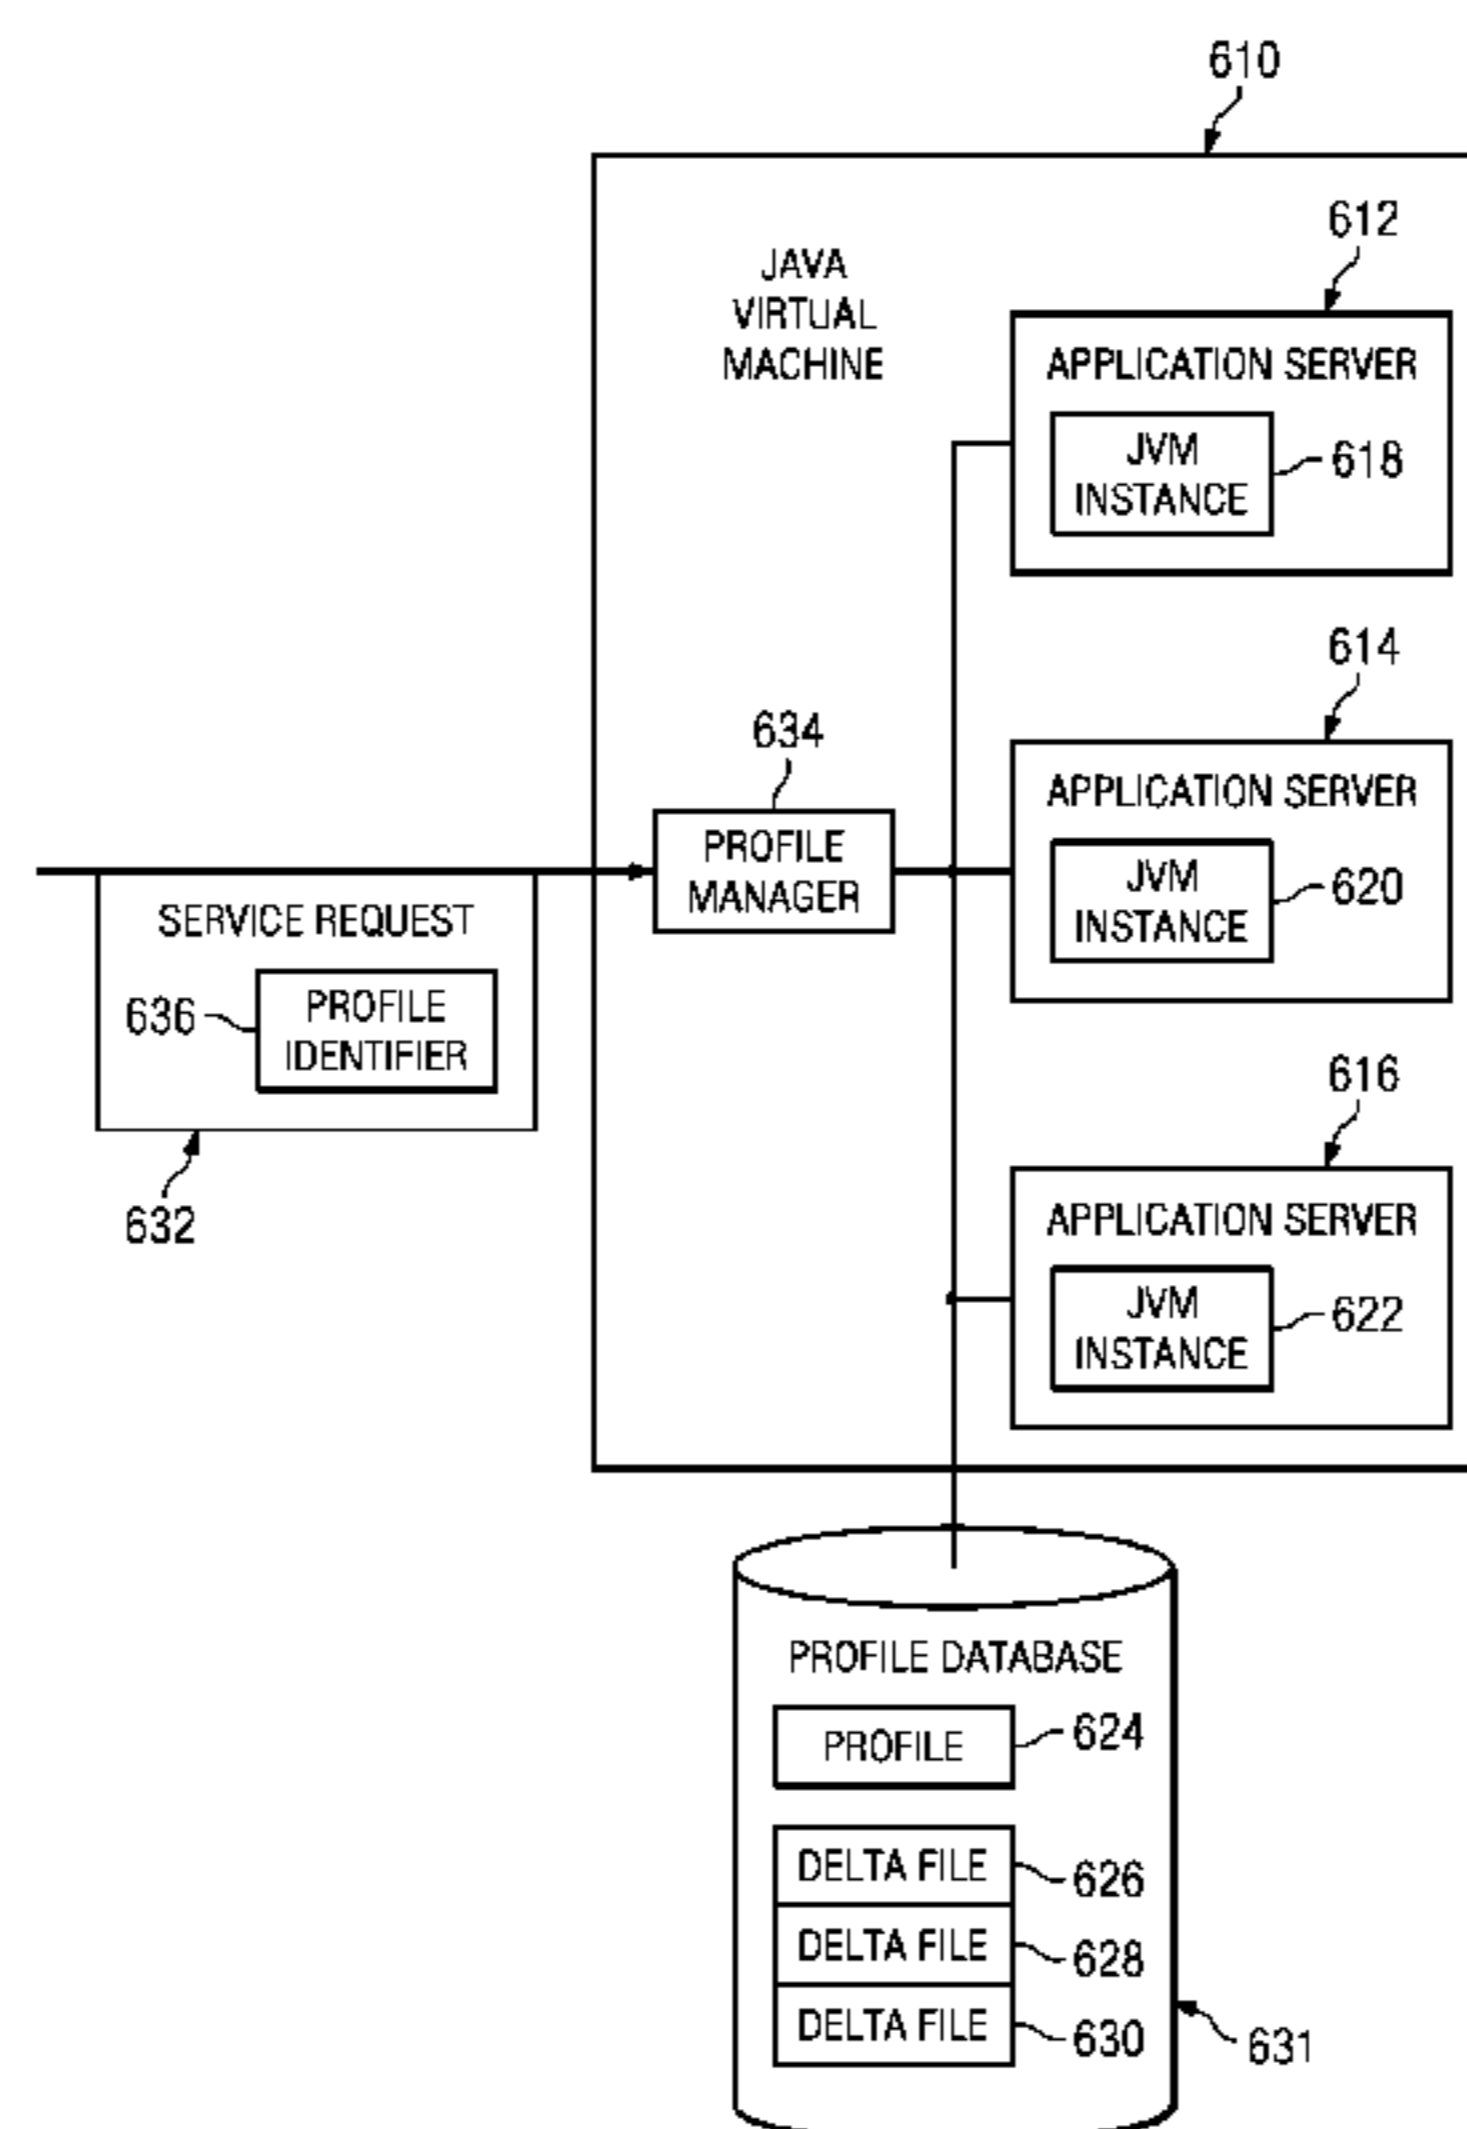 610
612
JAVA
VIRTUAL
MACHINE
APPLICATION SERVER
JVM
INSTANCE
618
614
634
APPLICATION SERVER
PROFILE
MANAGER
JVM
INSTANCE
620
SERVICE REQUEST
636
PROFILE
IDENTIFIER
616
632
APPLICATION SERVER
JVM
INSTANCE
622
PROFILE DATABASE
PROFILE
624
DELTA FILE
626
DELTA FILE
628
DELTA FILE
630
631